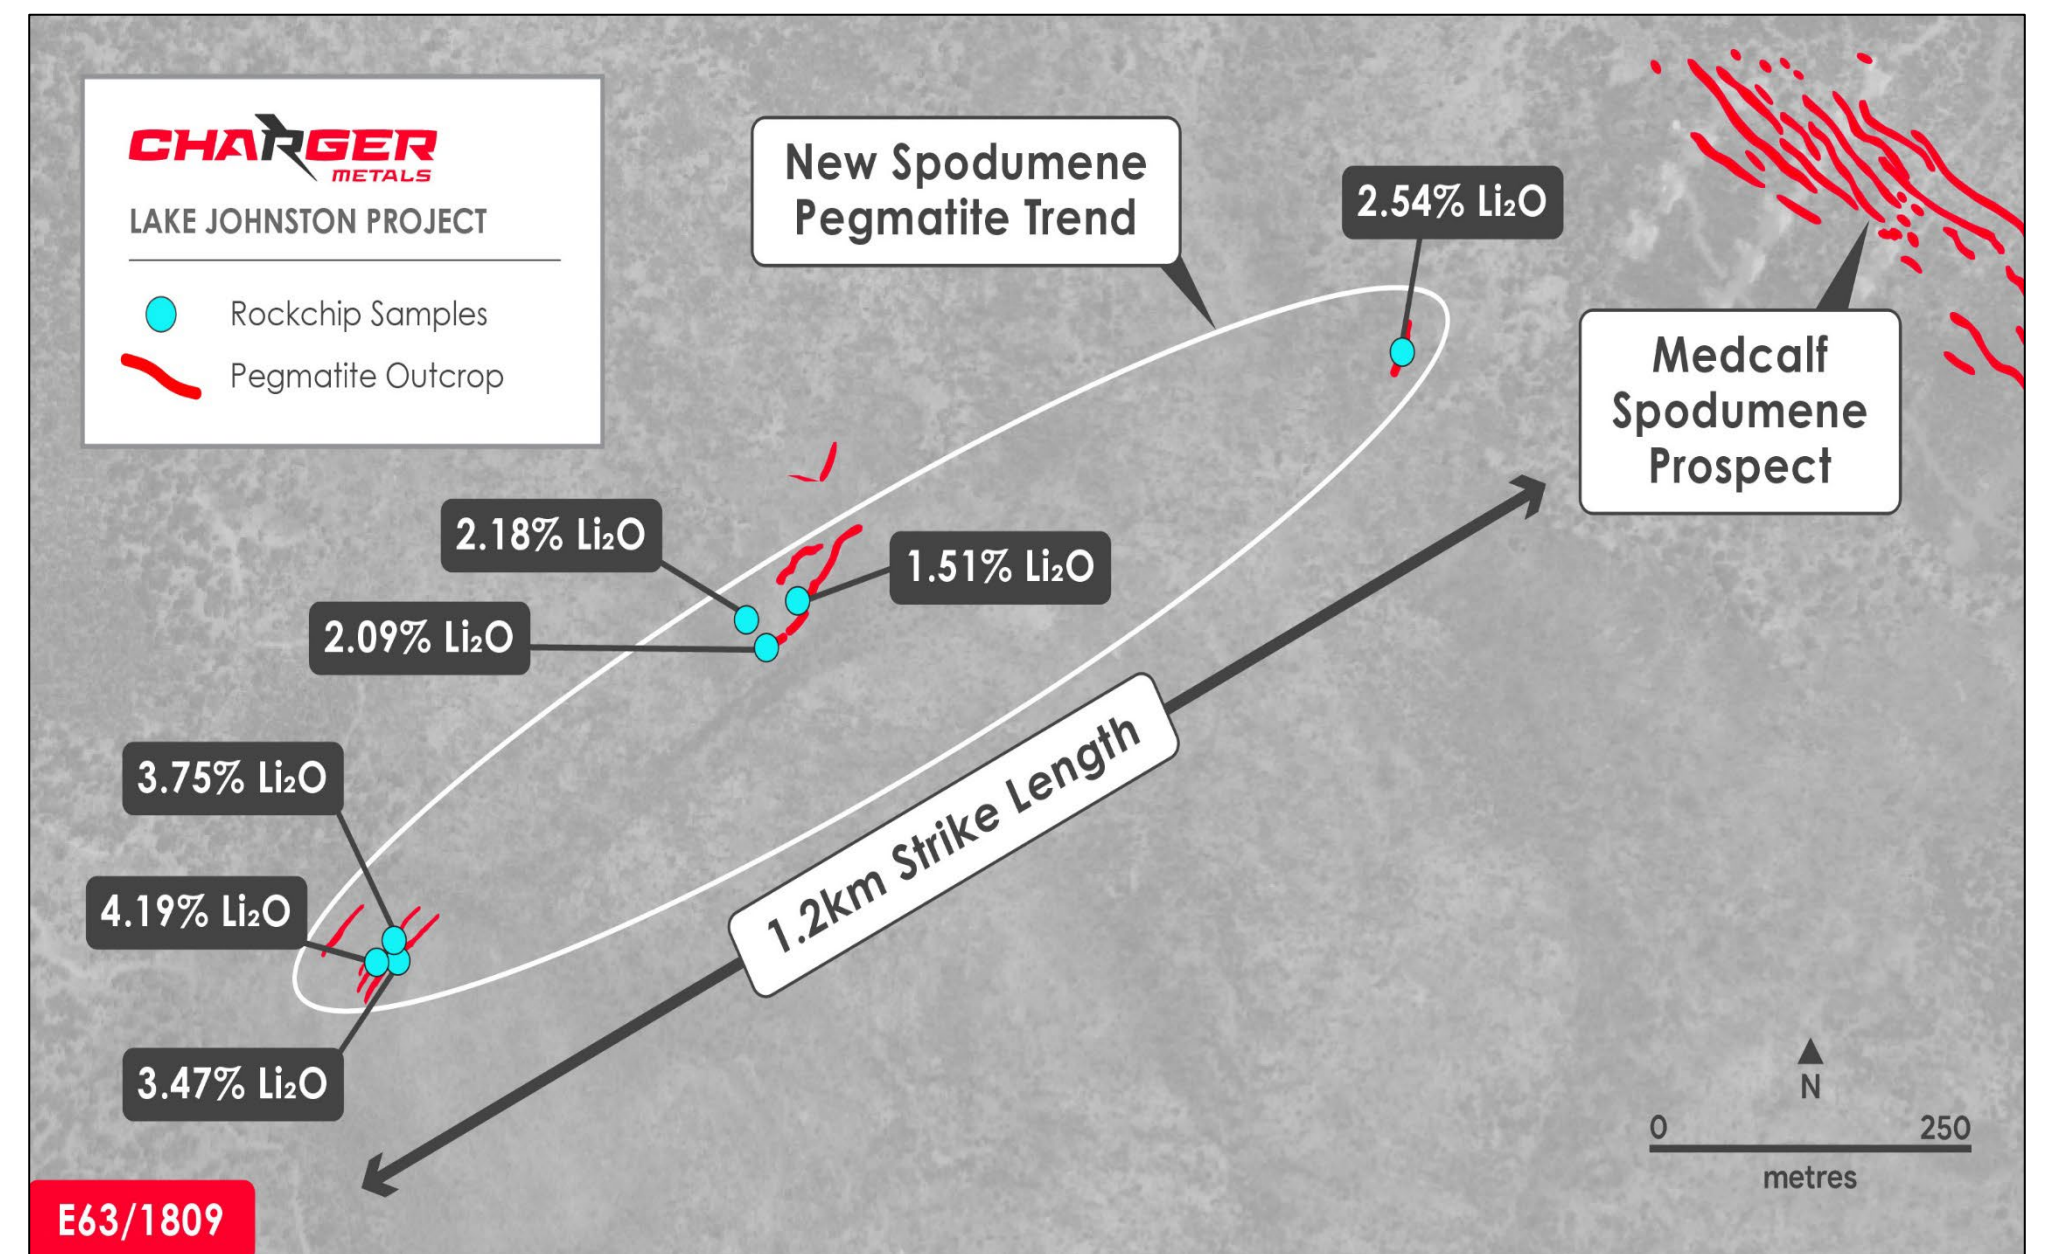 CHARGER
METALS
LAKE JOHNSTON PROJECT
Rockchip Samples
Pegmatite Outcrop
New Spodumene
Pegmatite Trend
2.54% Li₂O
Medcalf
Spodumene
Prospect
2.18% Li₂O
1.51% Li₂O
2.09% Li₂O
3.75% Li₂O
4.19% Li₂O
3.47% Li₂O
1.2km Strike Length
N
0 250
metres
E63/1809